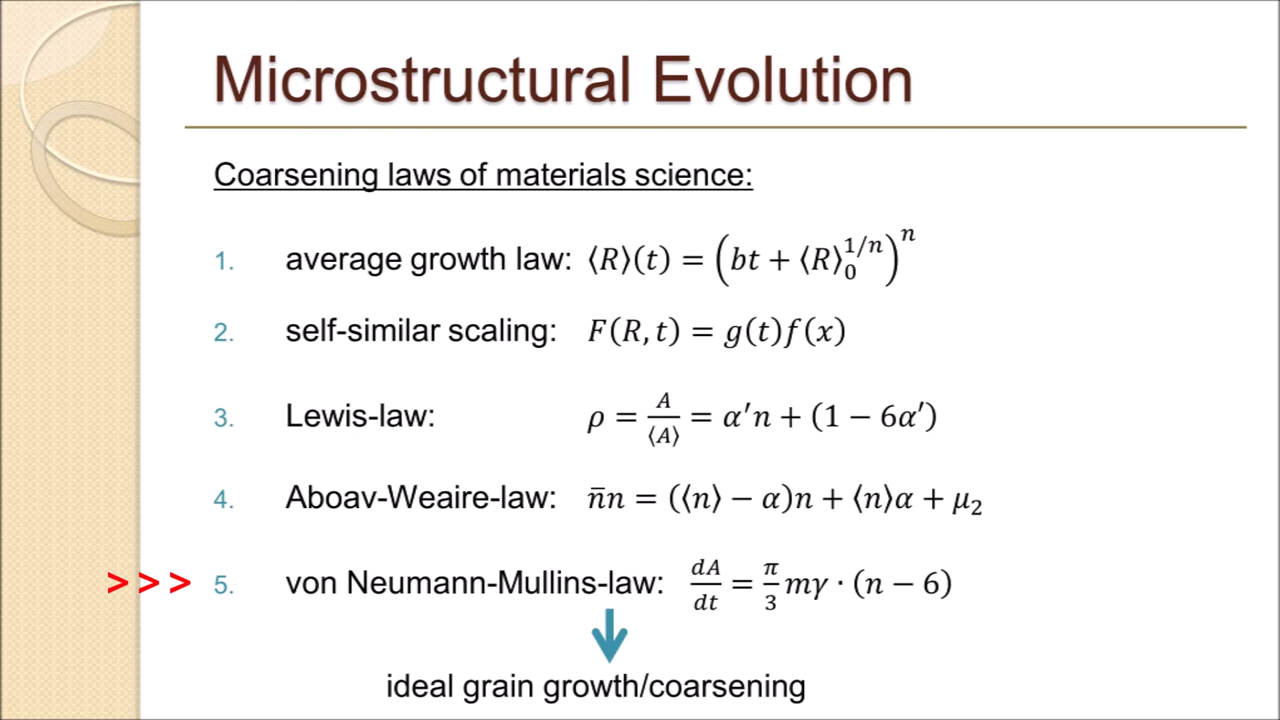 Microstructural Evolution
Coarsening laws of materials science:
1. average growth law: ⟨R⟩(t) = (bt + ⟨R⟩₀^{1/n})^n
2. self-similar scaling: F(R, t) = g(t)f(x)
3. Lewis-law: ρ = A/⟨A⟩ = α′n + (1 − 6α′)
4. Aboav-Weaire-law: n̄n = (⟨n⟩ − α)n + ⟨n⟩α + μ₂
>>> 5. von Neumann-Mullins-law: dA/dt = π/3 mγ · (n − 6)
ideal grain growth/coarsening